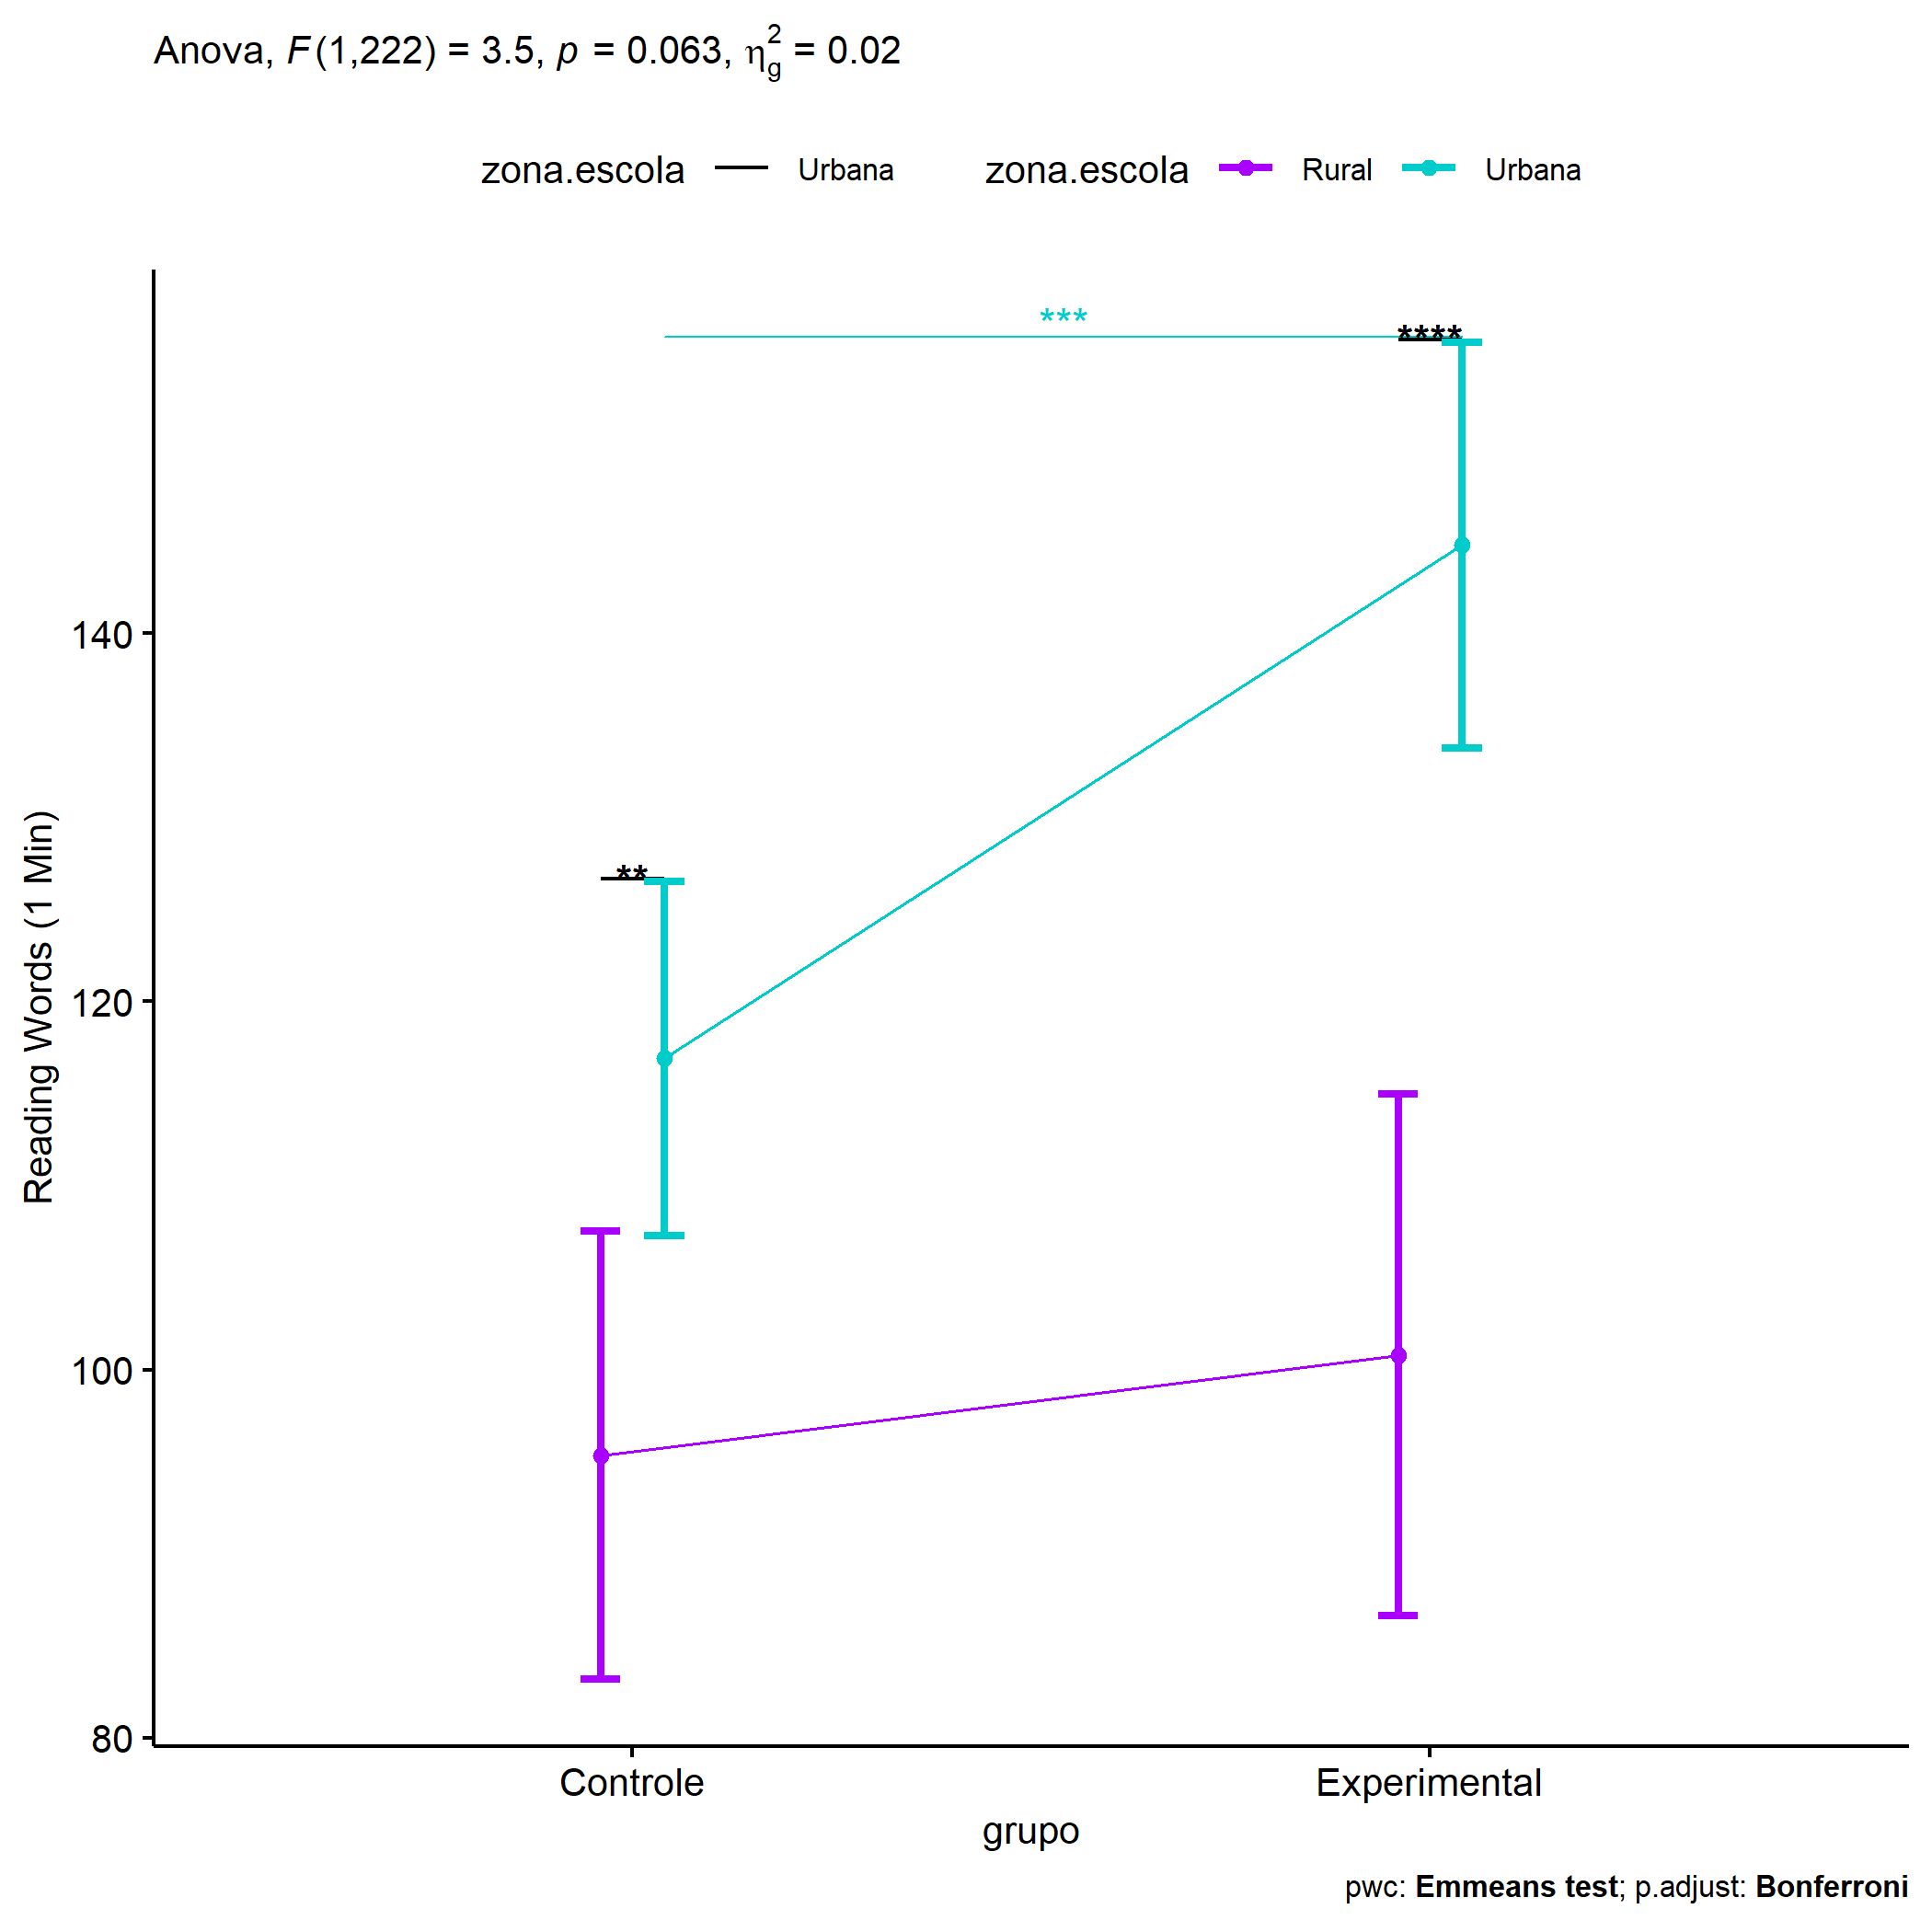 Anova, F(1,222) = 3.5, p = 0.063, η²g = 0.02
zona.escola Urbana zona.escola Rural Urbana
***
****
140
**
120
Reading Words (1 Min)
100
80
Controle Experimental
grupo
pwc: Emmeans test; p.adjust: Bonferroni